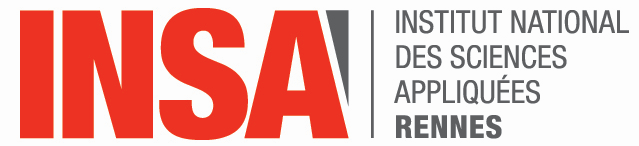 INSA
INSTITUT NATIONAL
DES SCIENCES
APPLIQUÉES
RENNES